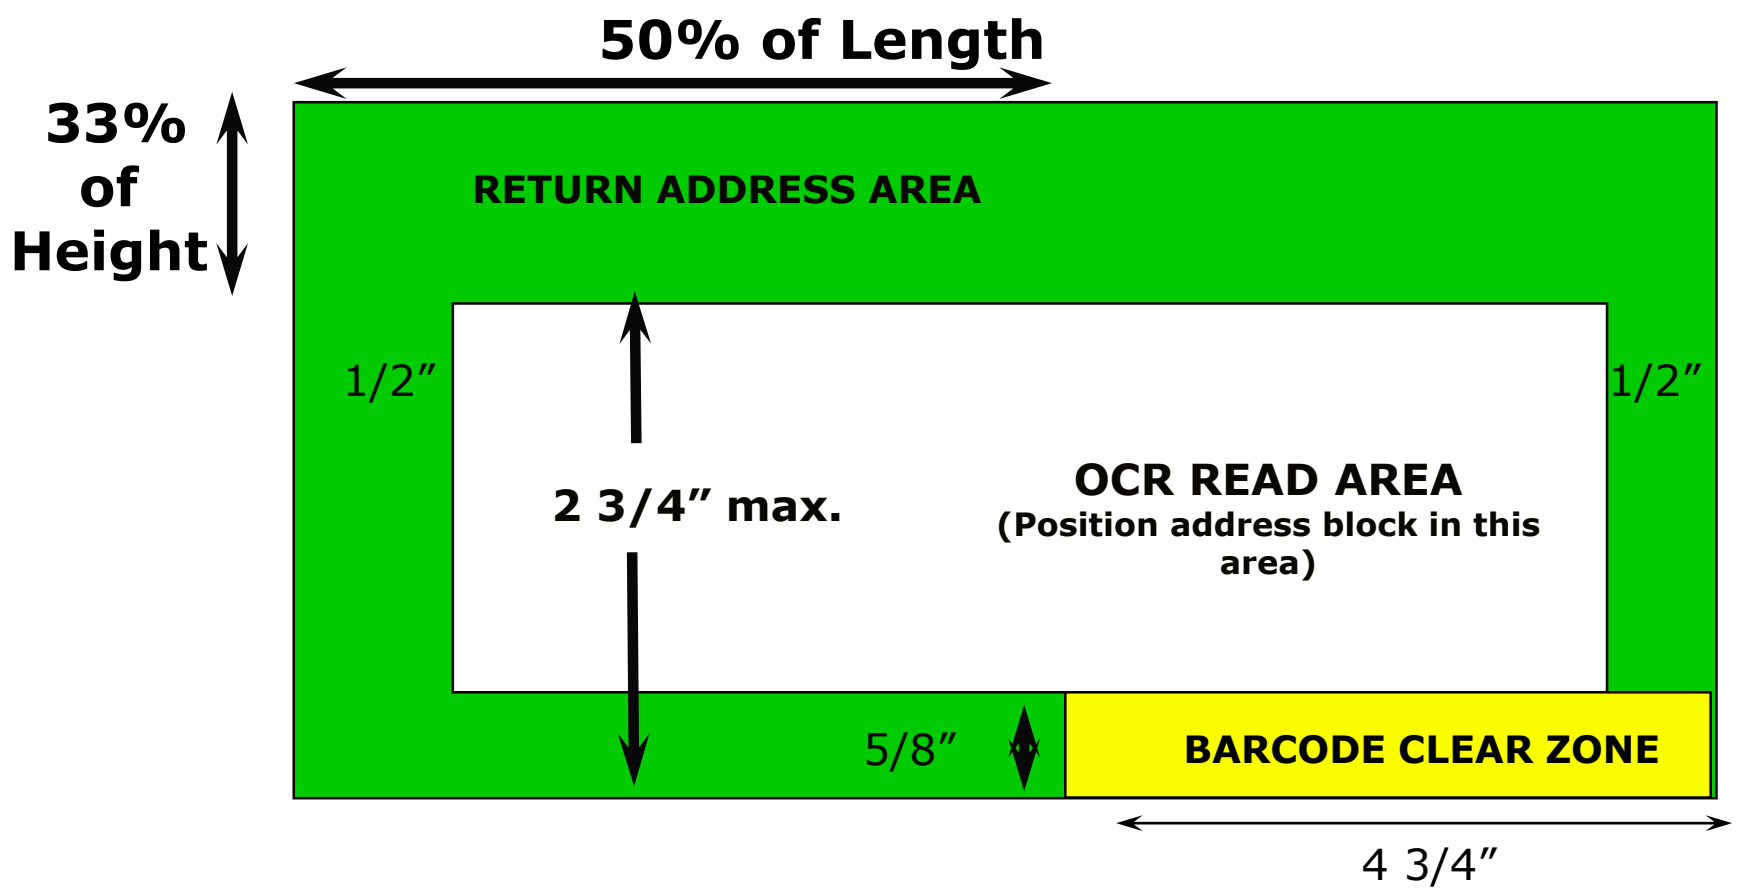 50% of Length
33%
of
Height
RETURN ADDRESS AREA
1/2”
1/2”
2 3/4” max.
OCR READ AREA
(Position address block in this
area)
5/8”
BARCODE CLEAR ZONE
4 3/4”